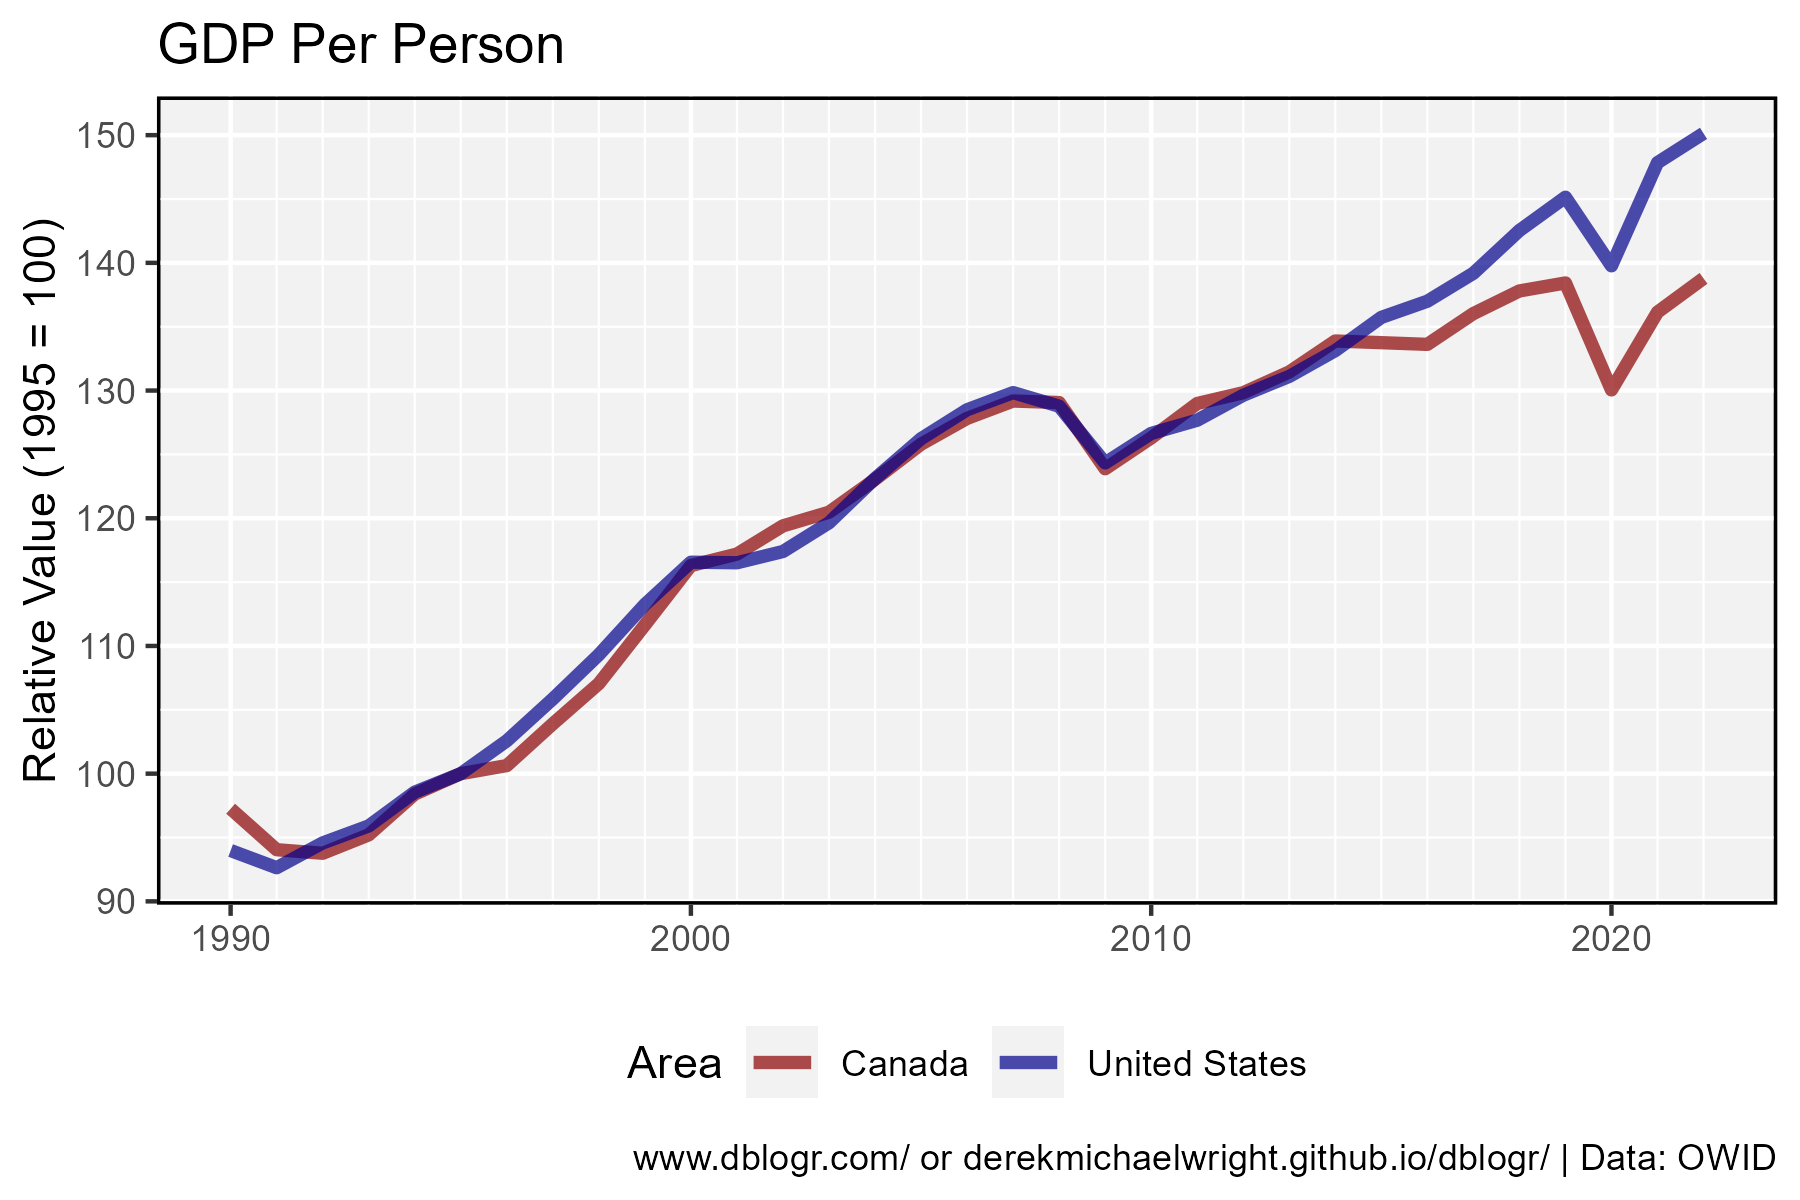 GDP Per Person
Relative Value (1995 = 100)
150
140
130
120
110
100
90
1990 2000 2010 2020
Area Canada United States
www.dblogr.com/ or derekmichaelwright.github.io/dblogr/ | Data: OWID